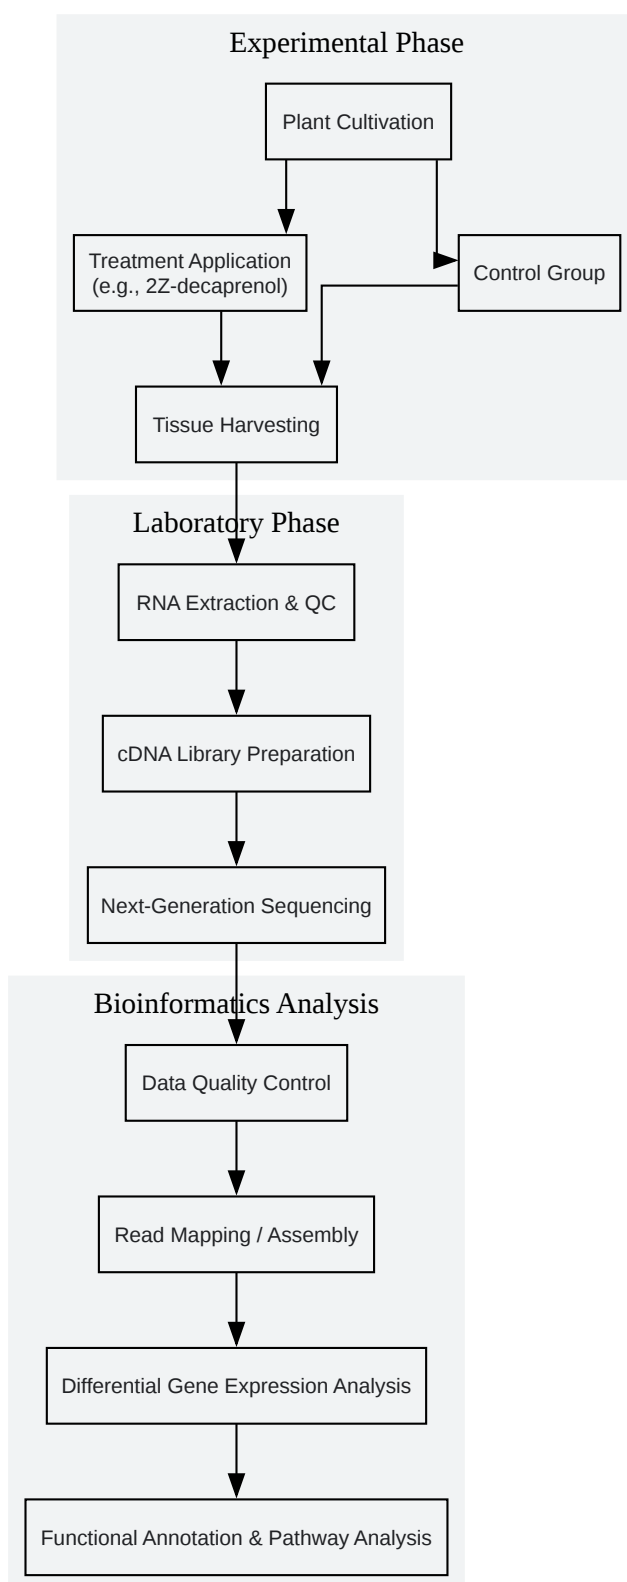 Experimental Phase
Plant Cultivation
Treatment Application
(e.g., 2Z-decaprenol)
Control Group
Tissue Harvesting
Laboratory Phase
RNA Extraction & QC
cDNA Library Preparation
Next-Generation Sequencing
Bioinformatics Analysis
Data Quality Control
Read Mapping / Assembly
Differential Gene Expression Analysis
Functional Annotation & Pathway Analysis